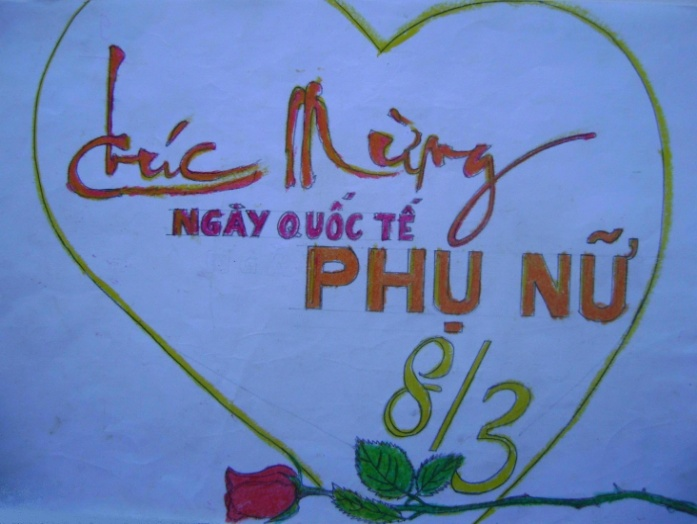 Chúc Mừng
NGÀY QUỐC TẾ
PHỤ NỮ
8/3